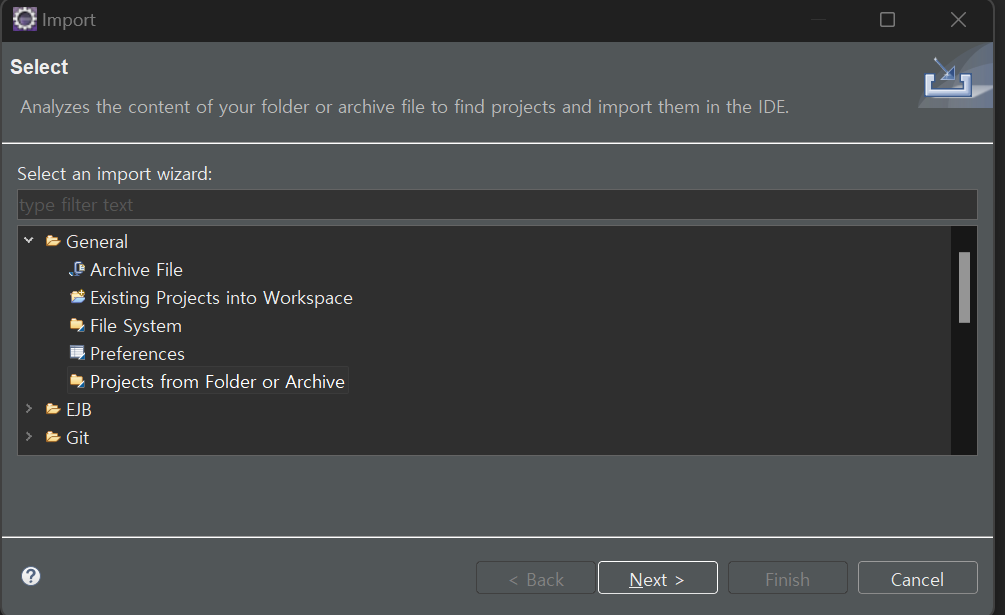 Import
Select
Analyzes the content of your folder or archive file to find projects and import them in the IDE.
Select an import wizard:
type filter text
General
Archive File
Existing Projects into Workspace
File System
Preferences
Projects from Folder or Archive
EJB
Git
?
< Back Next > Finish Cancel